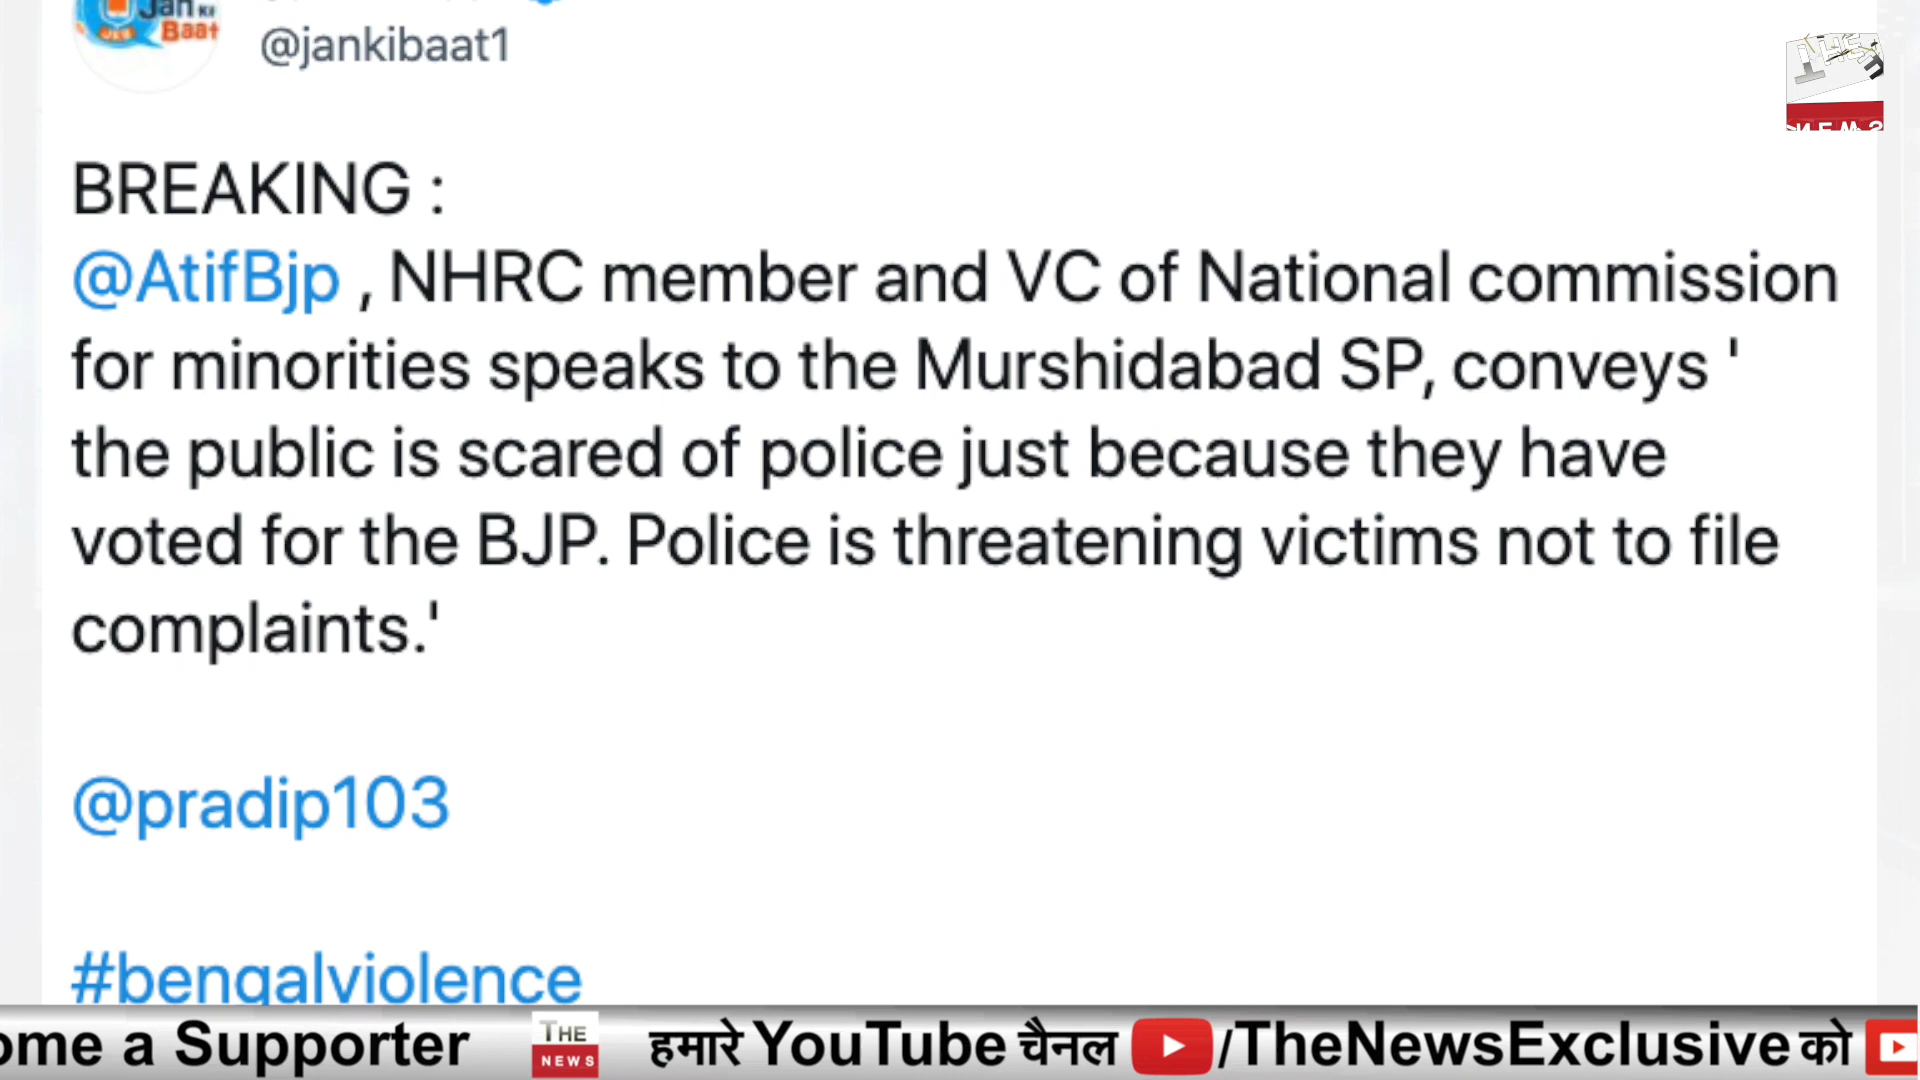 Jan Ki
Baat
@jankibaat1
BREAKING :
@AtifBjp , NHRC member and VC of National commission
for minorities speaks to the Murshidabad SP, conveys '
the public is scared of police just because they have
voted for the BJP. Police is threatening victims not to file
complaints.'
@pradip103
#bengalviolence
ome a Supporter THE NEWS हमारे YouTube चैनल /TheNewsExclusive को